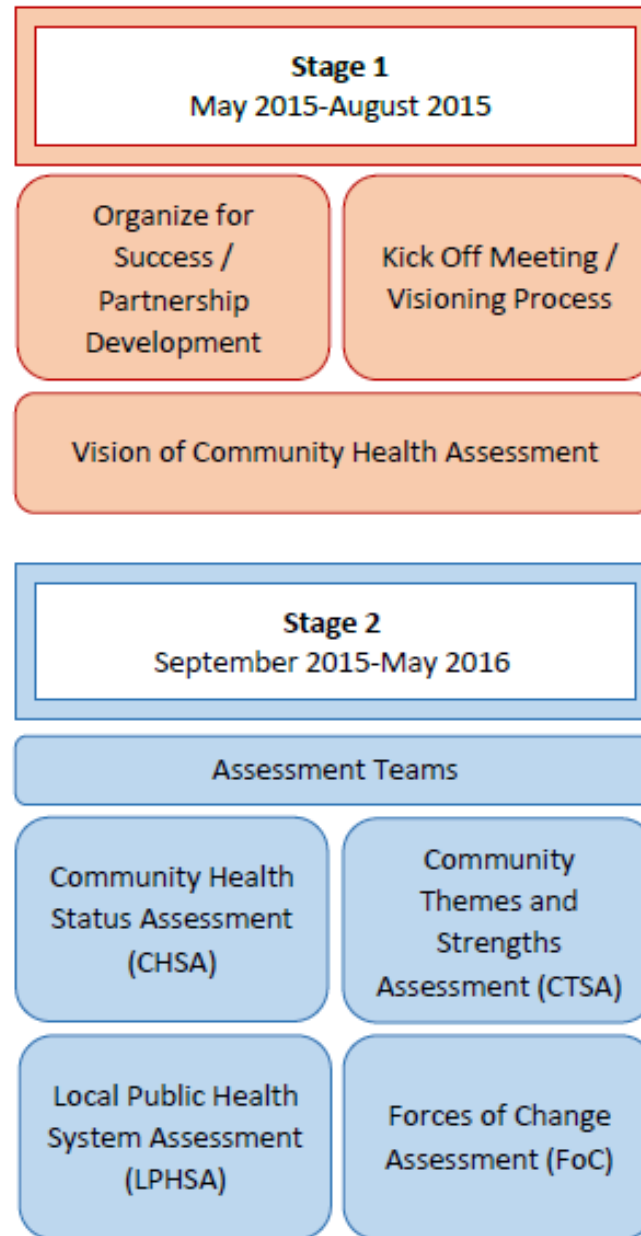 Stage 1
May 2015-August 2015
Organize for
Success /
Partnership
Development
Kick Off Meeting /
Visioning Process
Vision of Community Health Assessment
Stage 2
September 2015-May 2016
Assessment Teams
Community Health
Status Assessment
(CHSA)
Community
Themes and
Strengths
Assessment (CTSA)
Local Public Health
System Assessment
(LPHSA)
Forces of Change
Assessment (FoC)